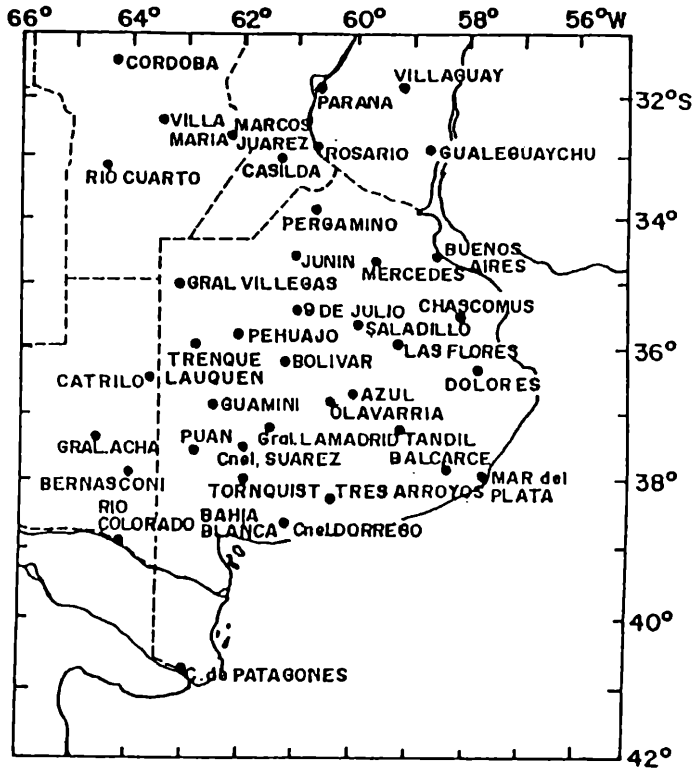 66° 64° 62° 60° 58° 56°W
CORDOBA
VILLAGUAY
PARANA
32°S
VILLA
MARIA
MARCOS
JUAREZ
ROSARIO
GUALEGUAYCHU
CASILDA
RIO CUARTO
34°
PERGAMINO
BUENOS
AIRES
JUNIN
MERCEDES
GRAL VILLEGAS
9 DE JULIO
CHASCOMUS
SALADILLO
PEHUAJO
LAS FLORES
36°
TRENQUE
LAUQUEN
BOLIVAR
CATRILO
DOLORES
AZUL
GUAMINI
OLAVARRIA
PUAN
Gral. LAMADRID
TANDIL
GRAL.ACHA
Cnel. SUAREZ
BALCARCE
38°
BERNASCONI
TORNQUIST
TRES ARROYOS
MAR del
PLATA
RIO
COLORADO
BAHIA
BLANCA
Cnel.DORREGO
40°
C. de PATAGONES
42°